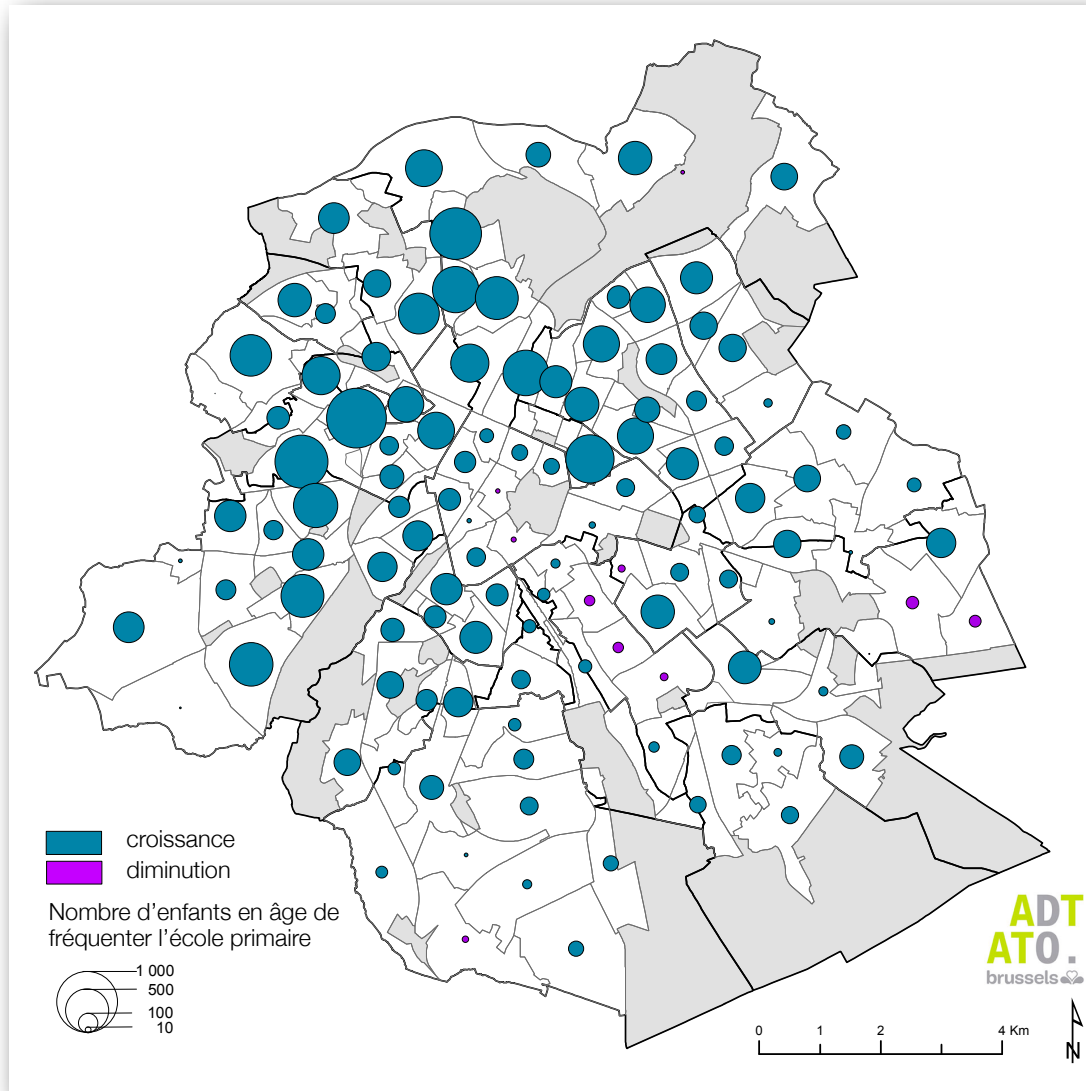 croissance
diminution
Nombre d'enfants en âge de
fréquenter l'école primaire
1 000
500
100
10
ADT
ATO.
brussels
0 1 2 4 Km
N